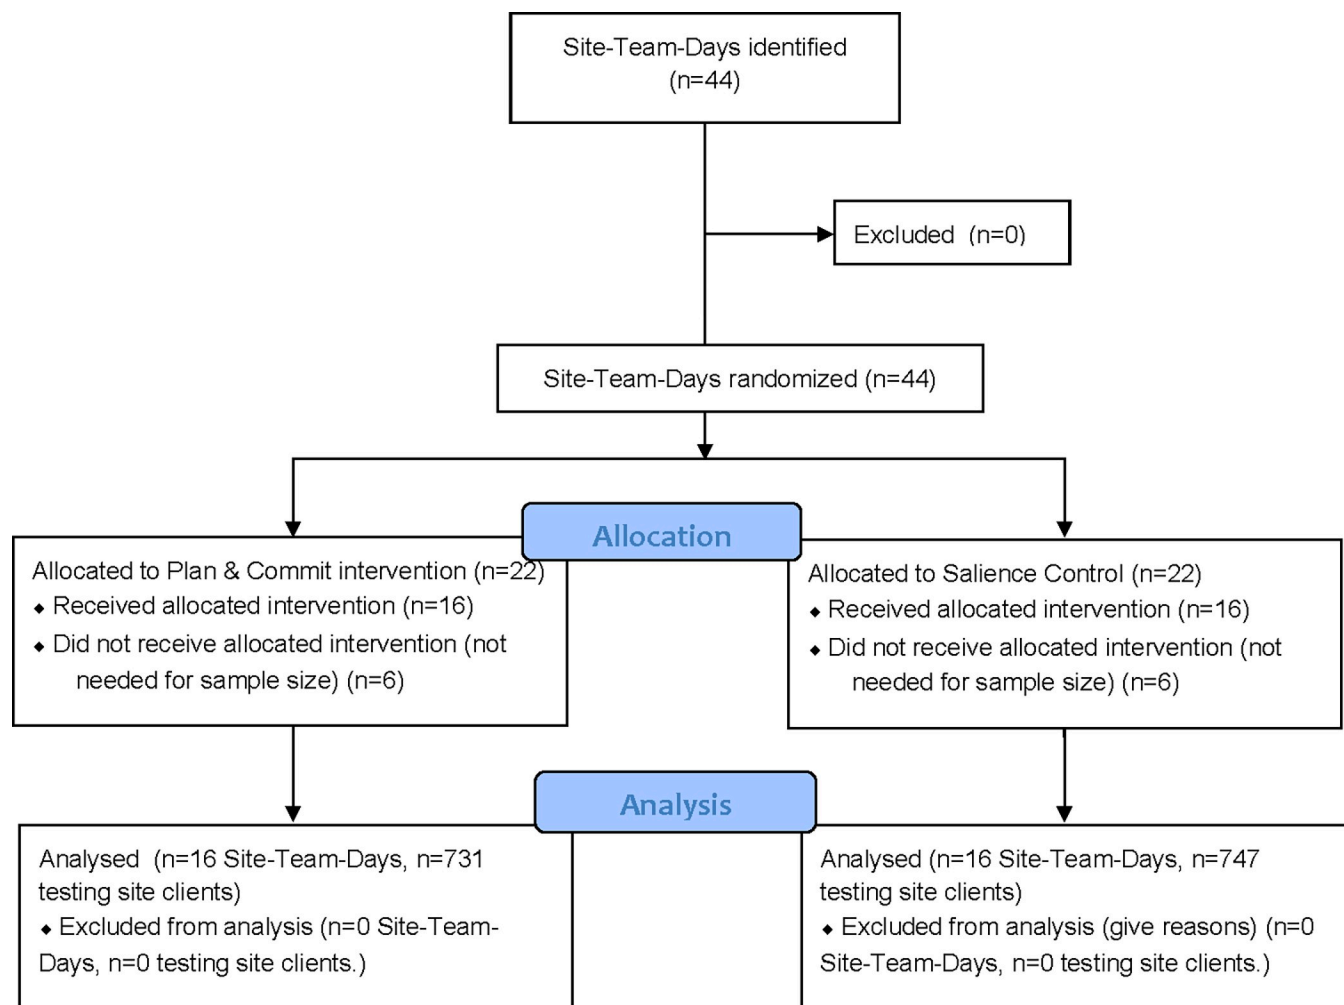 Site-Team-Days identified
(n=44)
Excluded  (n=0)
Site-Team-Days randomized (n=44)
Allocation
Allocated to Plan & Commit intervention (n=22)
⬥ Received allocated intervention (n=16)
⬥ Did not receive allocated intervention (not
needed for sample size) (n=6)
Allocated to Salience Control (n=22)
⬥ Received allocated intervention (n=16)
⬥ Did not receive allocated intervention (not
needed for sample size) (n=6)
Analysis
Analysed  (n=16 Site-Team-Days, n=731
testing site clients)
⬥ Excluded from analysis (n=0 Site-Team-
Days, n=0 testing site clients.)
Analysed (n=16 Site-Team-Days, n=747
testing site clients)
⬥ Excluded from analysis (give reasons) (n=0
Site-Team-Days, n=0 testing site clients.)